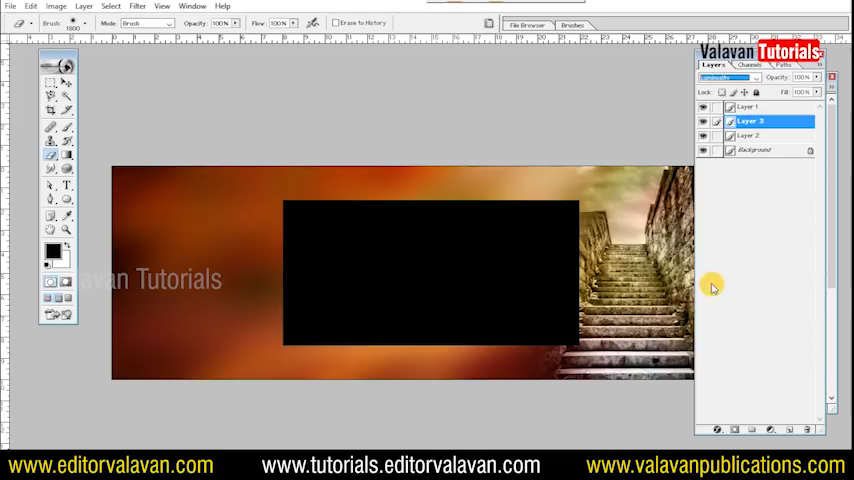 File Edit Image Layer Select Filter View Window Help
Brush: 1800 Mode: Brush Opacity: 100% Flow: 100% Erase to History File Browser Brushes
Valavan Tutorials
Layers Channels Paths
Luminosity Opacity: 100%
Lock: Fill: 100%
Layer 1
Layer 3
Layer 2
Background
avan Tutorials
www.editorvalavan.com www.tutorials.editorvalavan.com www.valavanpublications.com